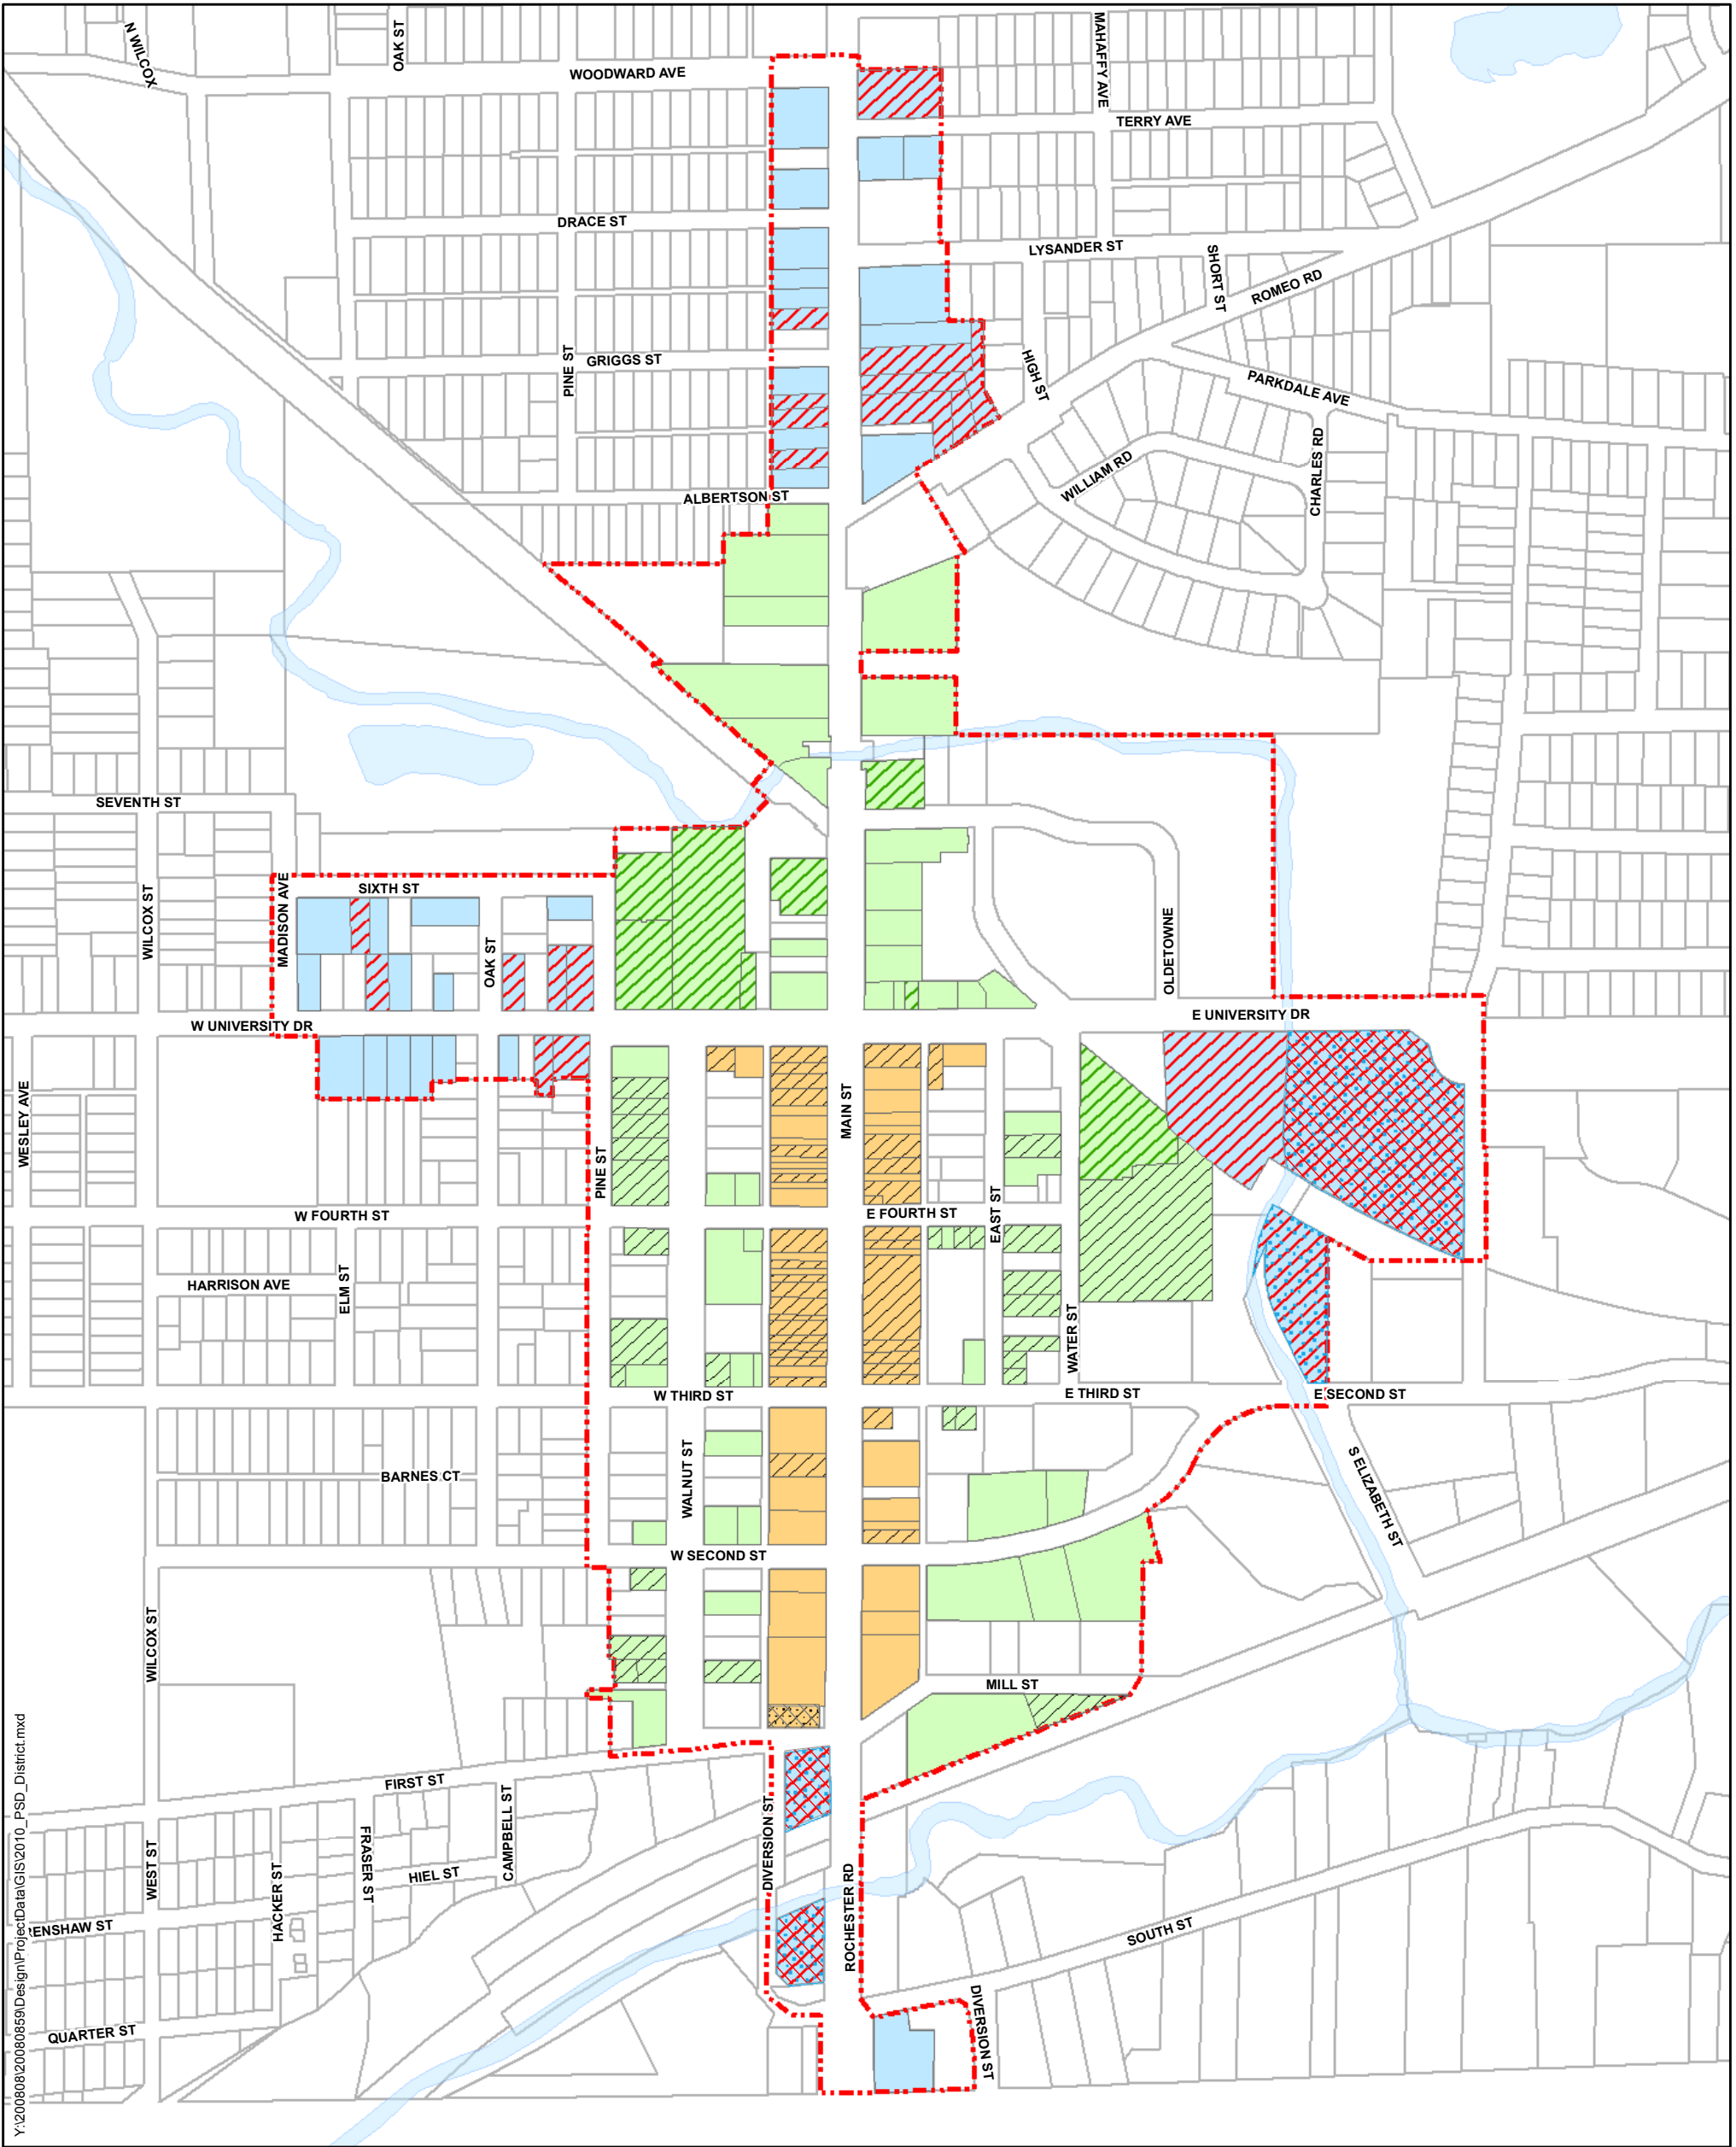 N WILCOX
OAK ST
WOODWARD AVE
MAHAFFY AVE
TERRY AVE
DRACE ST
LYSANDER ST
SHORT ST
ROMEO RD
PINE ST
GRIGGS ST
HIGH ST
PARKDALE AVE
WILLIAM RD
CHARLES RD
ALBERTSON ST
SEVENTH ST
WILCOX ST
MADISON AVE
SIXTH ST
OAK ST
OLDETOWNE
W UNIVERSITY DR
E UNIVERSITY DR
WESLEY AVE
PINE ST
MAIN ST
EAST ST
W FOURTH ST
E FOURTH ST
HARRISON AVE
ELM ST
WATER ST
W THIRD ST
E THIRD ST
E SECOND ST
BARNES CT
WALNUT ST
S ELIZABETH ST
W SECOND ST
WILCOX ST
MILL ST
FIRST ST
CAMPBELL ST
DIVERSION ST
WEST ST
HACKER ST
FRASER ST
HIEL ST
ROCHESTER RD
RENSHAW ST
SOUTH ST
QUARTER ST
DIVERSION ST
Y:\200808\20080859\Design\ProjectData\GIS\2010_PSD_District.mxd